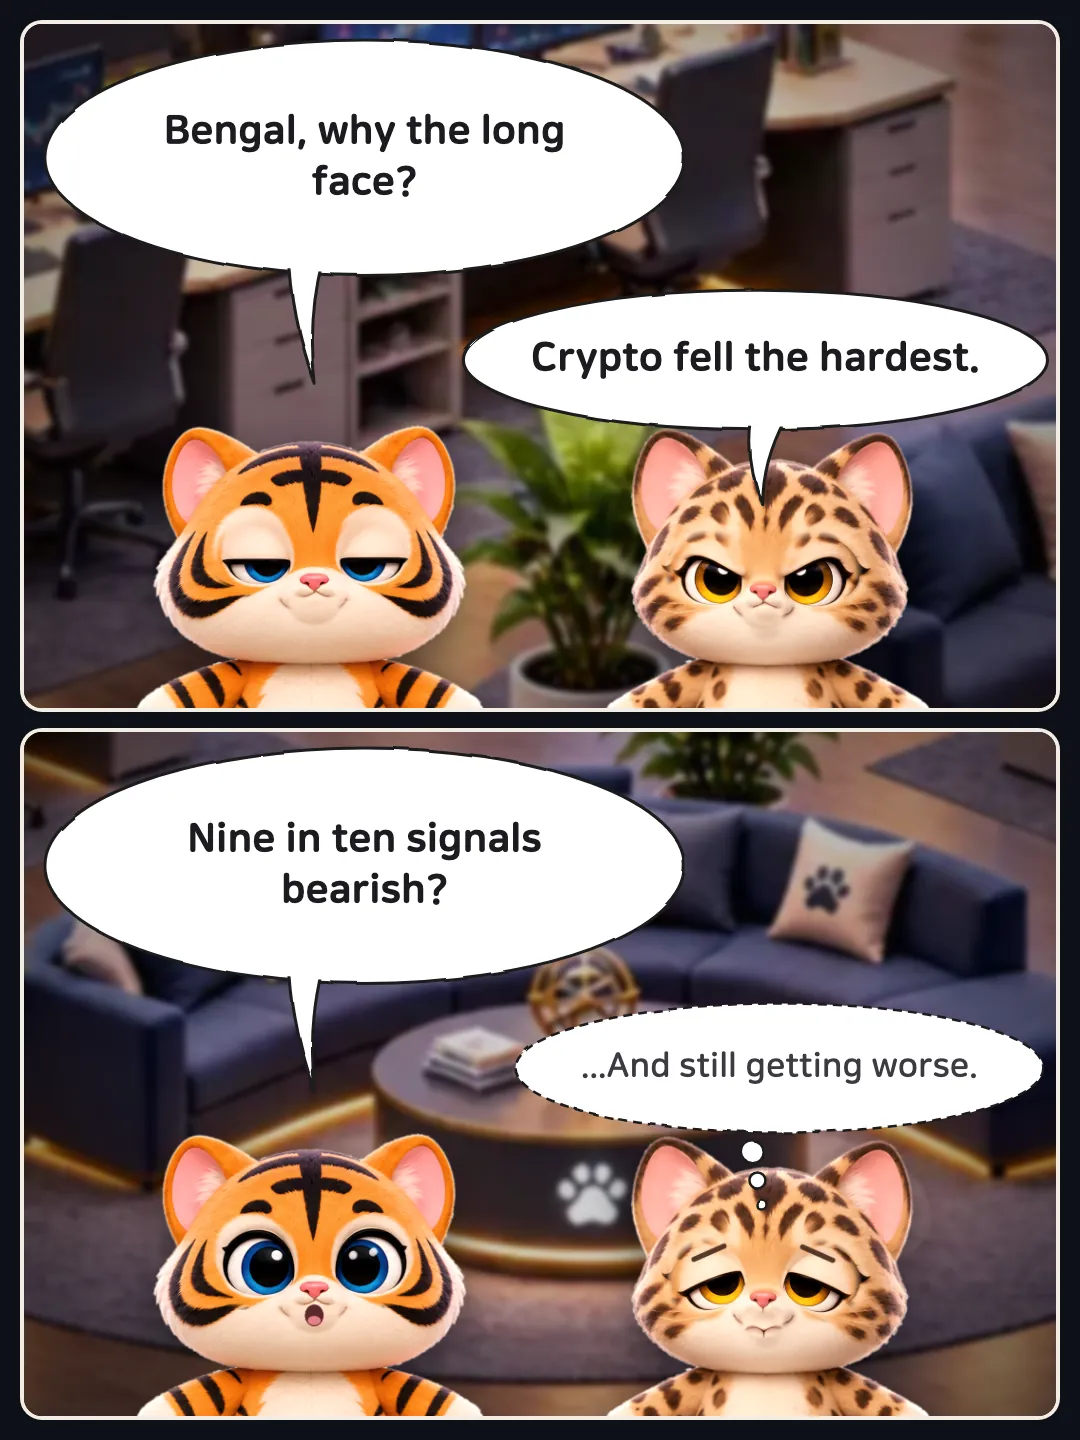 Bengal, why the long
face?
Crypto fell the hardest.
Nine in ten signals
bearish?
...And still getting worse.